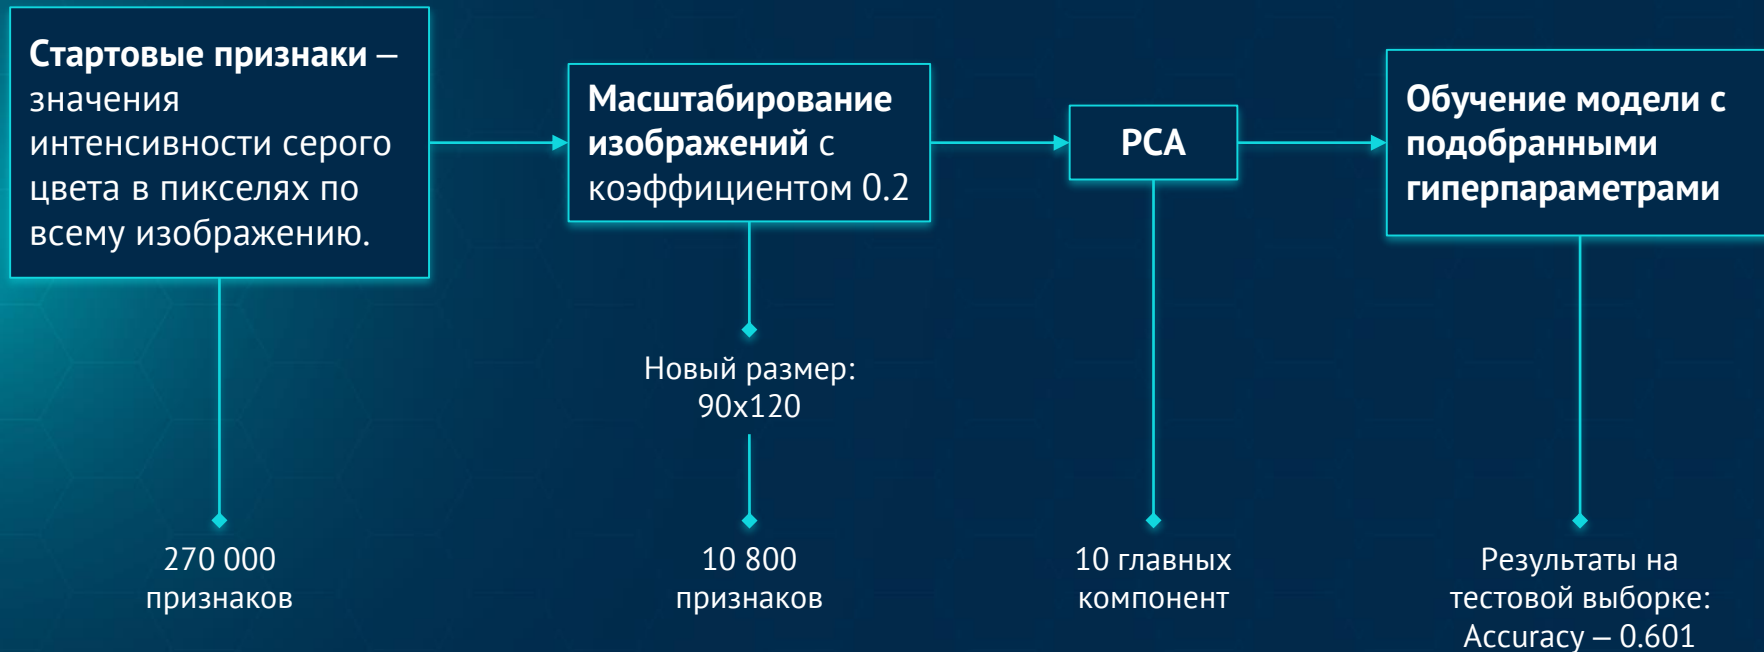 Стартовые признаки –
значения
интенсивности серого
цвета в пикселях по
всему изображению.
Масштабирование
изображений с
коэффициентом 0.2
PCA
Обучение модели с
подобранными
гиперпараметрами
Новый размер:
90x120
270 000
признаков
10 800
признаков
10 главных
компонент
Результаты на
тестовой выборке:
Accuracy – 0.601